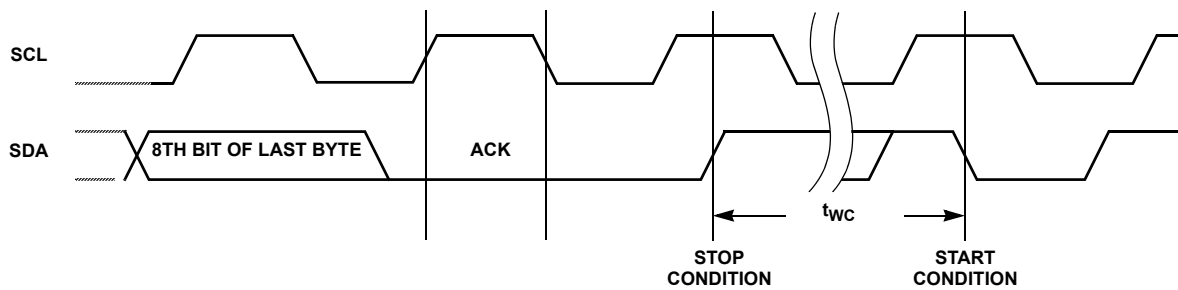 SCL
SDA
8TH BIT OF LAST BYTE
ACK
tWC
STOP
CONDITION
START
CONDITION